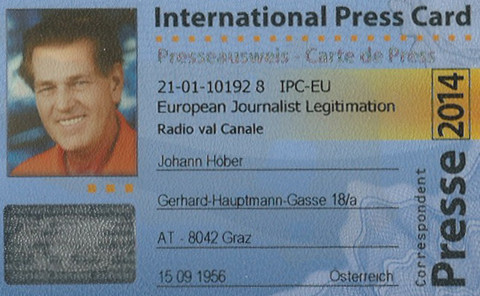 International Press Card
Presseausweis - Carte de Press
21-01-10192 8 IPC-EU
European Journalist Legitimation
Radio val Canale
Johann Höber
Gerhard-Hauptmann-Gasse 18/a
AT - 8042 Graz
15 09 1956 Österreich
Correspondent
Presse 2014